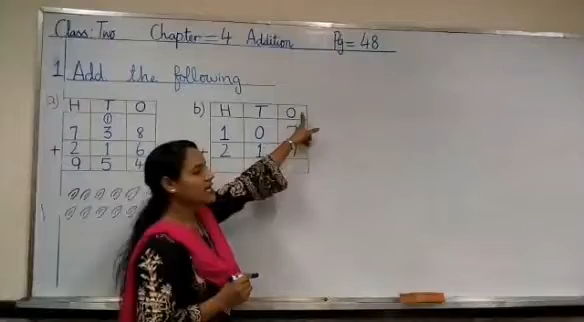 Class: Two Chapter = 4 Addition Pg = 48
1 Add the following
a) H T O
1
7 3 8
+ 2 1 6
9 5 4
b) H T O
1 0 7
+ 2 1